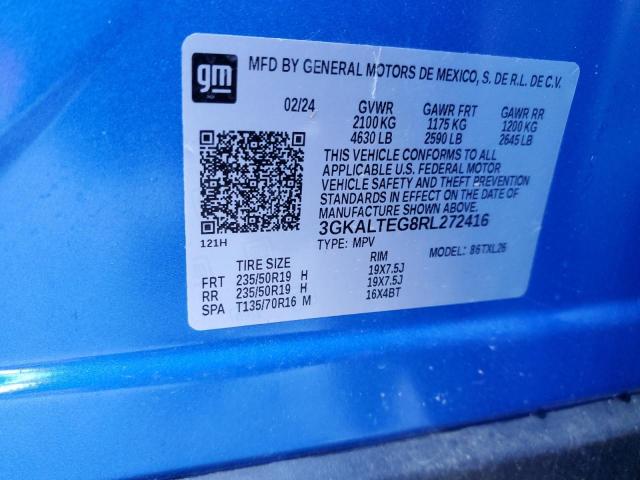 gm
MFD BY GENERAL MOTORS DE MEXICO, S. DE R.L. DE C.V.
02/24 GVWR GAWR FRT GAWR RR
2100 KG 1175 KG 1200 KG
4630 LB 2590 LB 2645 LB
THIS VEHICLE CONFORMS TO ALL
APPLICABLE U.S. FEDERAL MOTOR
VEHICLE SAFETY AND THEFT PREVENTION
STANDARDS IN EFFECT ON THE DATE OF
MANUFACTURE SHOWN ABOVE.
3GKALTEG8RL272416
121H
TYPE: MPV MODEL: 86TXL26
TIRE SIZE RIM
FRT 235/50R19 H 19X7.5J
RR 235/50R19 H 19X7.5J
SPA T135/70R16 M 16X4BT